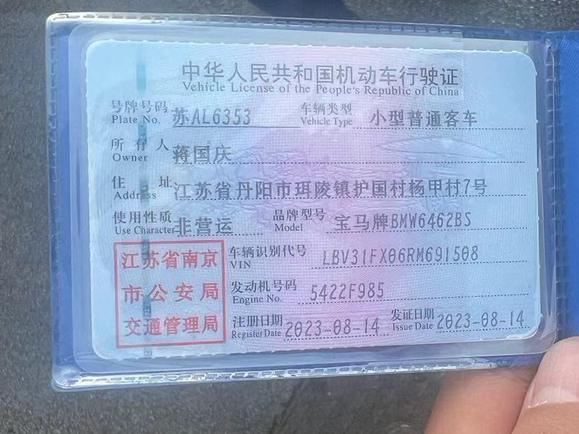 中华人民共和国机动车行驶证
Vehicle License of the People's Republic of China
号牌号码 Plate No. 苏AL6353 车辆类型 Vehicle Type 小型普通客车
所有人 Owner 蒋国庆
住址 Address 江苏省丹阳市珥陵镇护国村杨甲村7号
使用性质 Use Character 非营运 品牌型号 Model 宝马牌BMW6462BS
车辆识别代号 VIN LBV31FX06RM691508
发动机号码 Engine No. 5422F985
注册日期 Register Date 2023-08-14 发证日期 Issue Date 2023-08-14
江苏省南京
市公安局
交通管理局